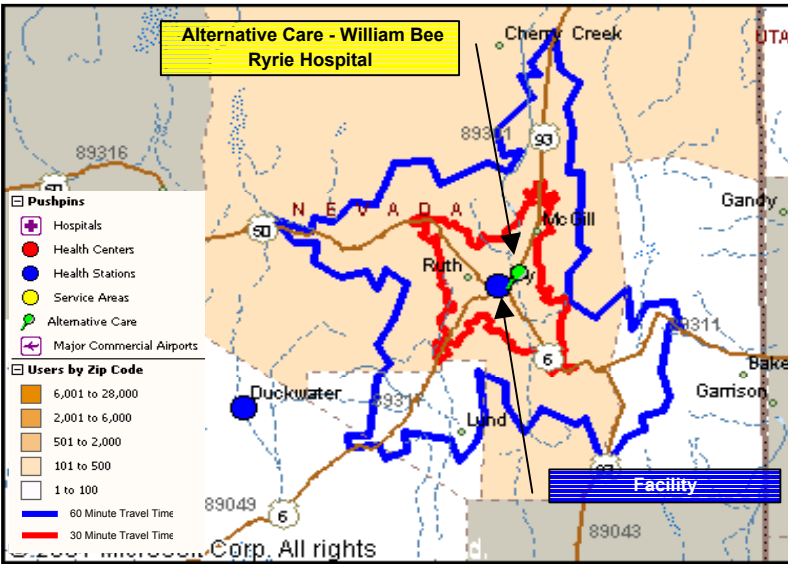 Alternative Care - William Bee
Ryrie Hospital
Cherry Creek
UTA
89301
93
89316
50
Pushpins
Hospitals
Health Centers
Health Stations
Service Areas
Alternative Care
Major Commercial Airports
Users by Zip Code
6,001 to 28,000
2,001 to 6,000
501 to 2,000
101 to 500
1 to 100
60 Minute Travel Time
30 Minute Travel Time
N E V A D A
McGill
Gandy
Ruth
y
6
89311
Bake
Garrison
Duckwater
89317
Lund
93
Facility
89049
6
89043
© 2001 Microsoft Corp. All rights
d.